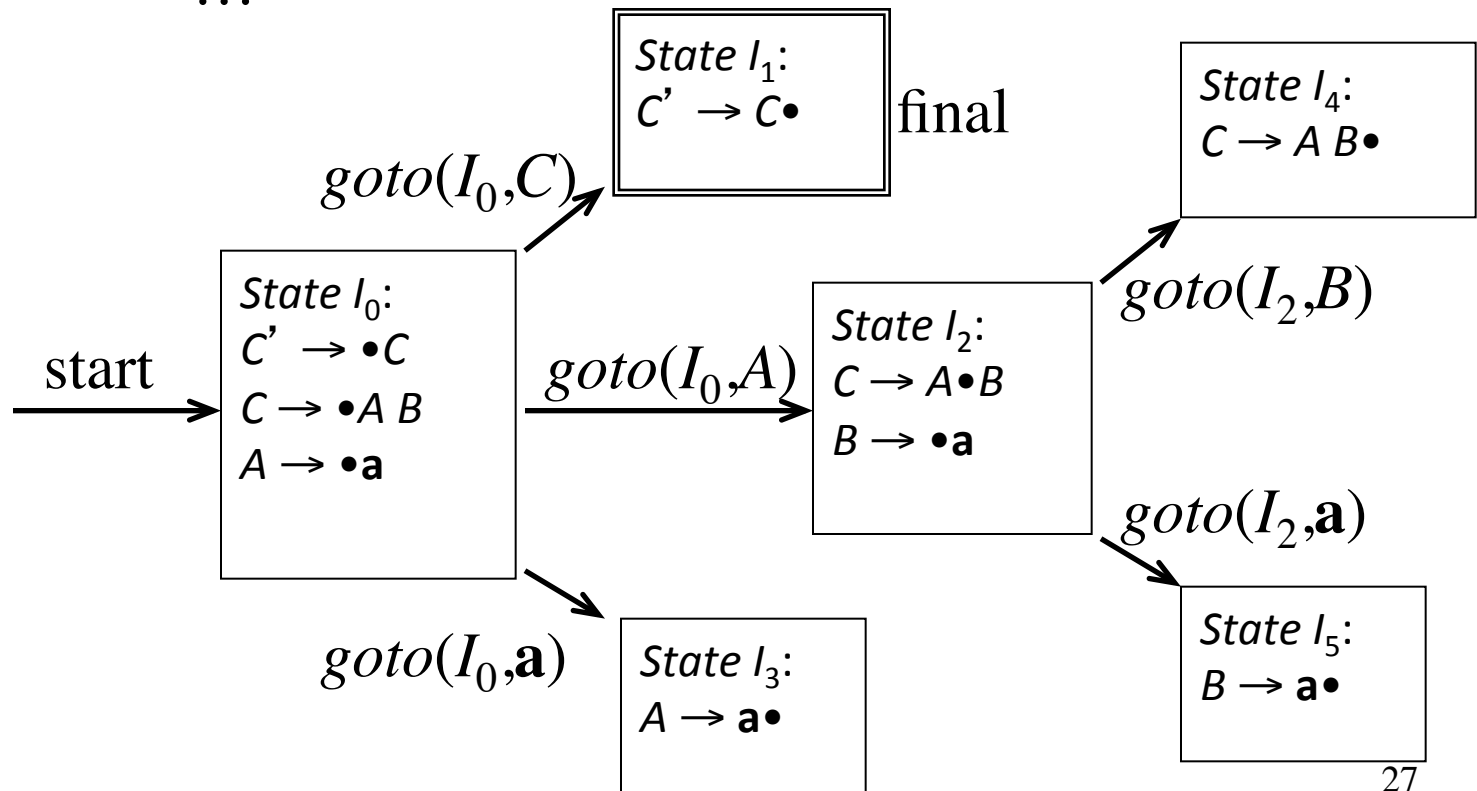 ...
State I₁:
C’ → C•
final
State I₄:
C → A B•
goto(I₀,C)
State I₀:
C’ → •C
C → •A B
A → •a
start
goto(I₀,A)
State I₂:
C → A•B
B → •a
goto(I₂,B)
goto(I₂,a)
goto(I₀,a)
State I₃:
A → a•
State I₅:
B → a•
27